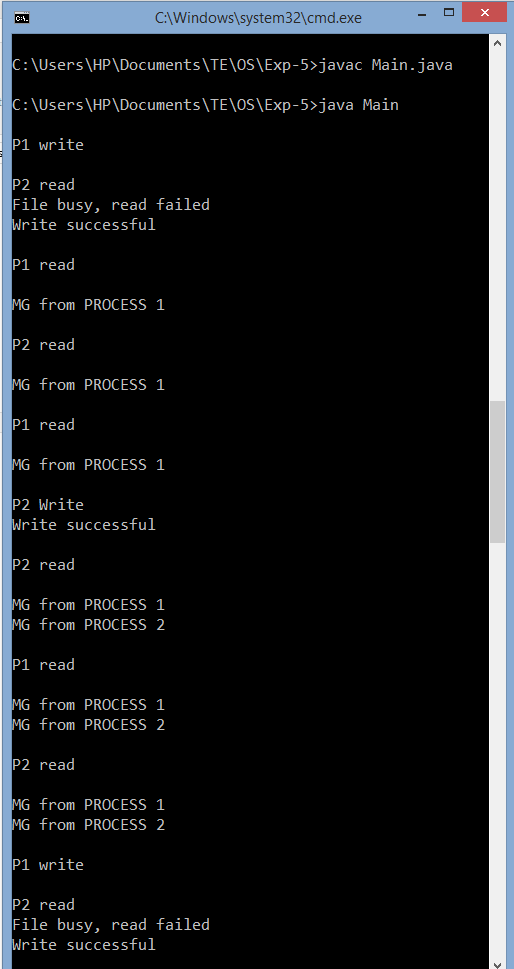 C:\Windows\system32\cmd.exe
C:\Users\HP\Documents\TE\OS\Exp-5>javac Main.java
C:\Users\HP\Documents\TE\OS\Exp-5>java Main
P1 write
P2 read
File busy, read failed
Write successful
P1 read
MG from PROCESS 1
P2 read
MG from PROCESS 1
P1 read
MG from PROCESS 1
P2 Write
Write successful
P2 read
MG from PROCESS 1
MG from PROCESS 2
P1 read
MG from PROCESS 1
MG from PROCESS 2
P2 read
MG from PROCESS 1
MG from PROCESS 2
P1 write
P2 read
File busy, read failed
Write successful